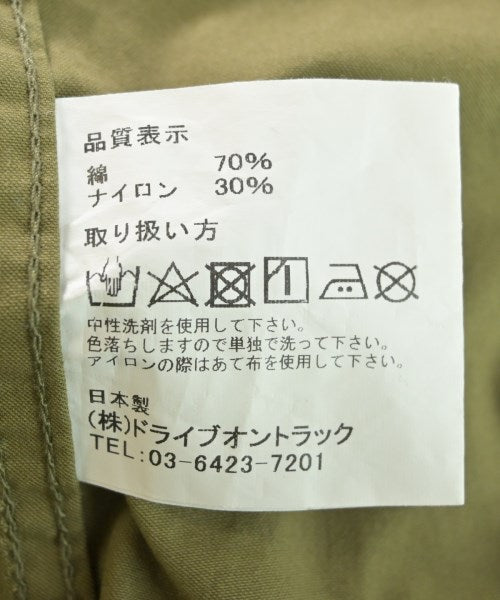 品質表示
綿 70%
ナイロン 30%
取り扱い方
中性洗剤を使用して下さい。
色落ちしますので単独で洗って下さい。
アイロンの際はあて布を使用して下さい。
日本製
(株)ドライブオントラック
TEL:03-6423-7201